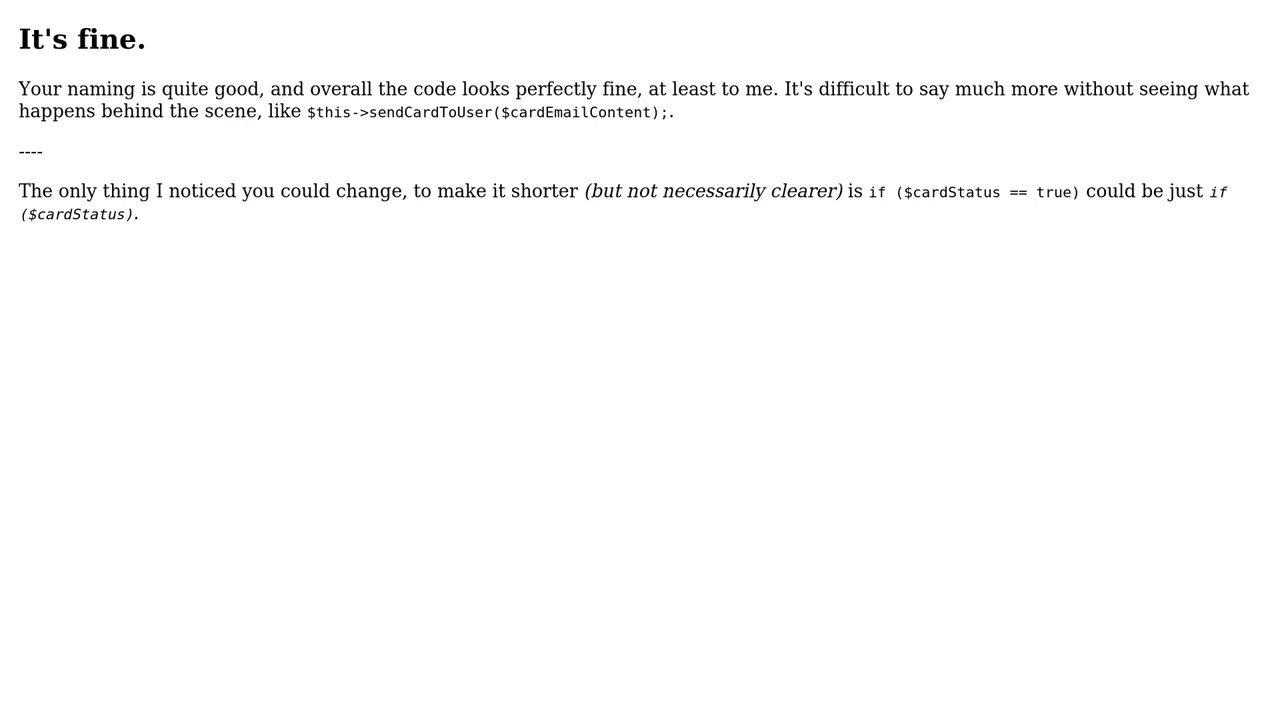 It's fine.
Your naming is quite good, and overall the code looks perfectly fine, at least to me. It's difficult to say much more without seeing what
happens behind the scene, like $this->sendCardToUser($cardEmailContent);.
----
The only thing I noticed you could change, to make it shorter (but not necessarily clearer) is if ($cardStatus == true) could be just if
($cardStatus).